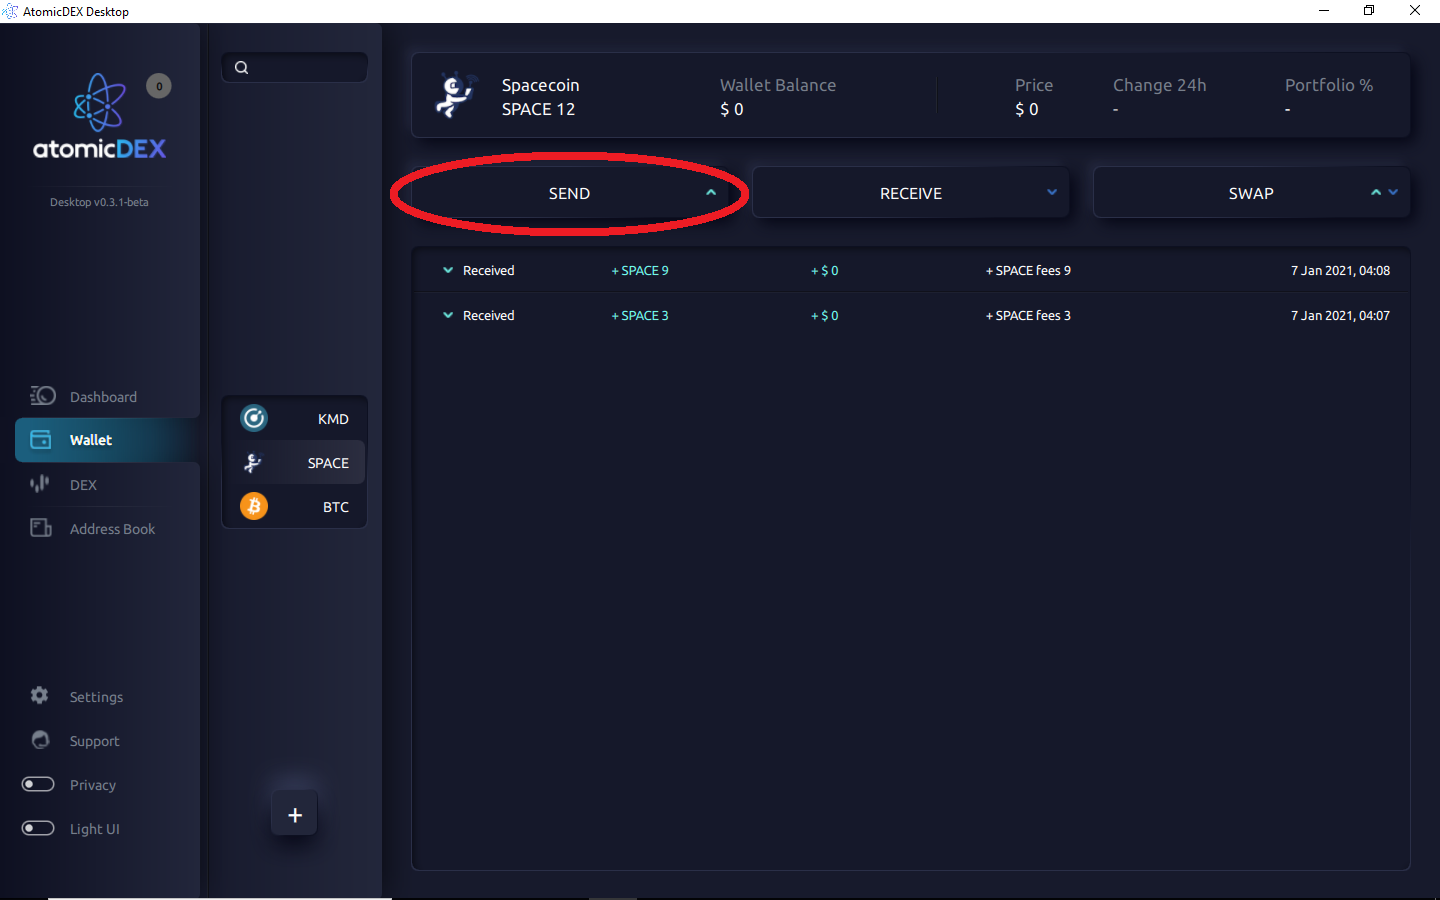 AtomicDEX Desktop
0
atomicDEX
Desktop v0.3.1-beta
Dashboard
Wallet
DEX
Address Book
Settings
Support
Privacy
Light UI
KMD
SPACE
BTC
+
Spacecoin
SPACE 12
Wallet Balance
$ 0
Price
$ 0
Change 24h
-
Portfolio %
-
SEND
RECEIVE
SWAP
Received + SPACE 9 + $ 0 + SPACE fees 9 7 Jan 2021, 04:08
Received + SPACE 3 + $ 0 + SPACE fees 3 7 Jan 2021, 04:07